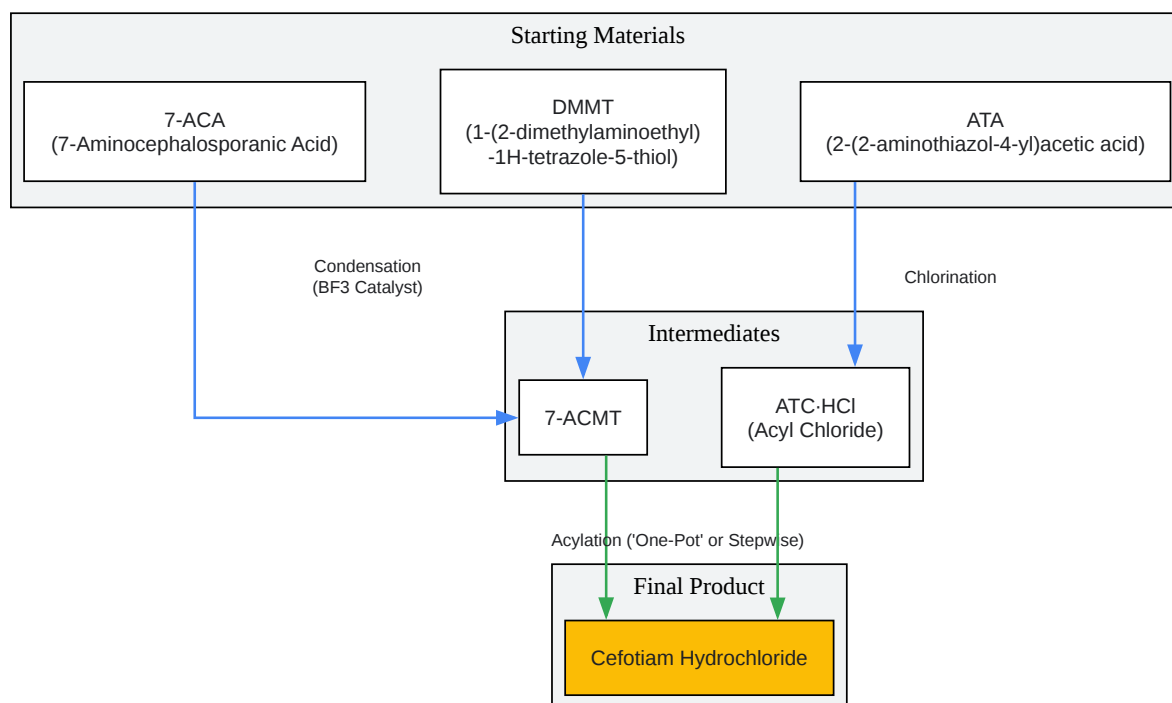 Starting Materials
7-ACA
(7-Aminocephalosporanic Acid)
DMMT
(1-(2-dimethylaminoethyl)
-1H-tetrazole-5-thiol)
ATA
(2-(2-aminothiazol-4-yl)acetic acid)
Condensation
(BF3 Catalyst)
Chlorination
Intermediates
7-ACMT
ATC·HCl
(Acyl Chloride)
Acylation ('One-Pot' or Stepwise)
Final Product
Cefotiam Hydrochloride